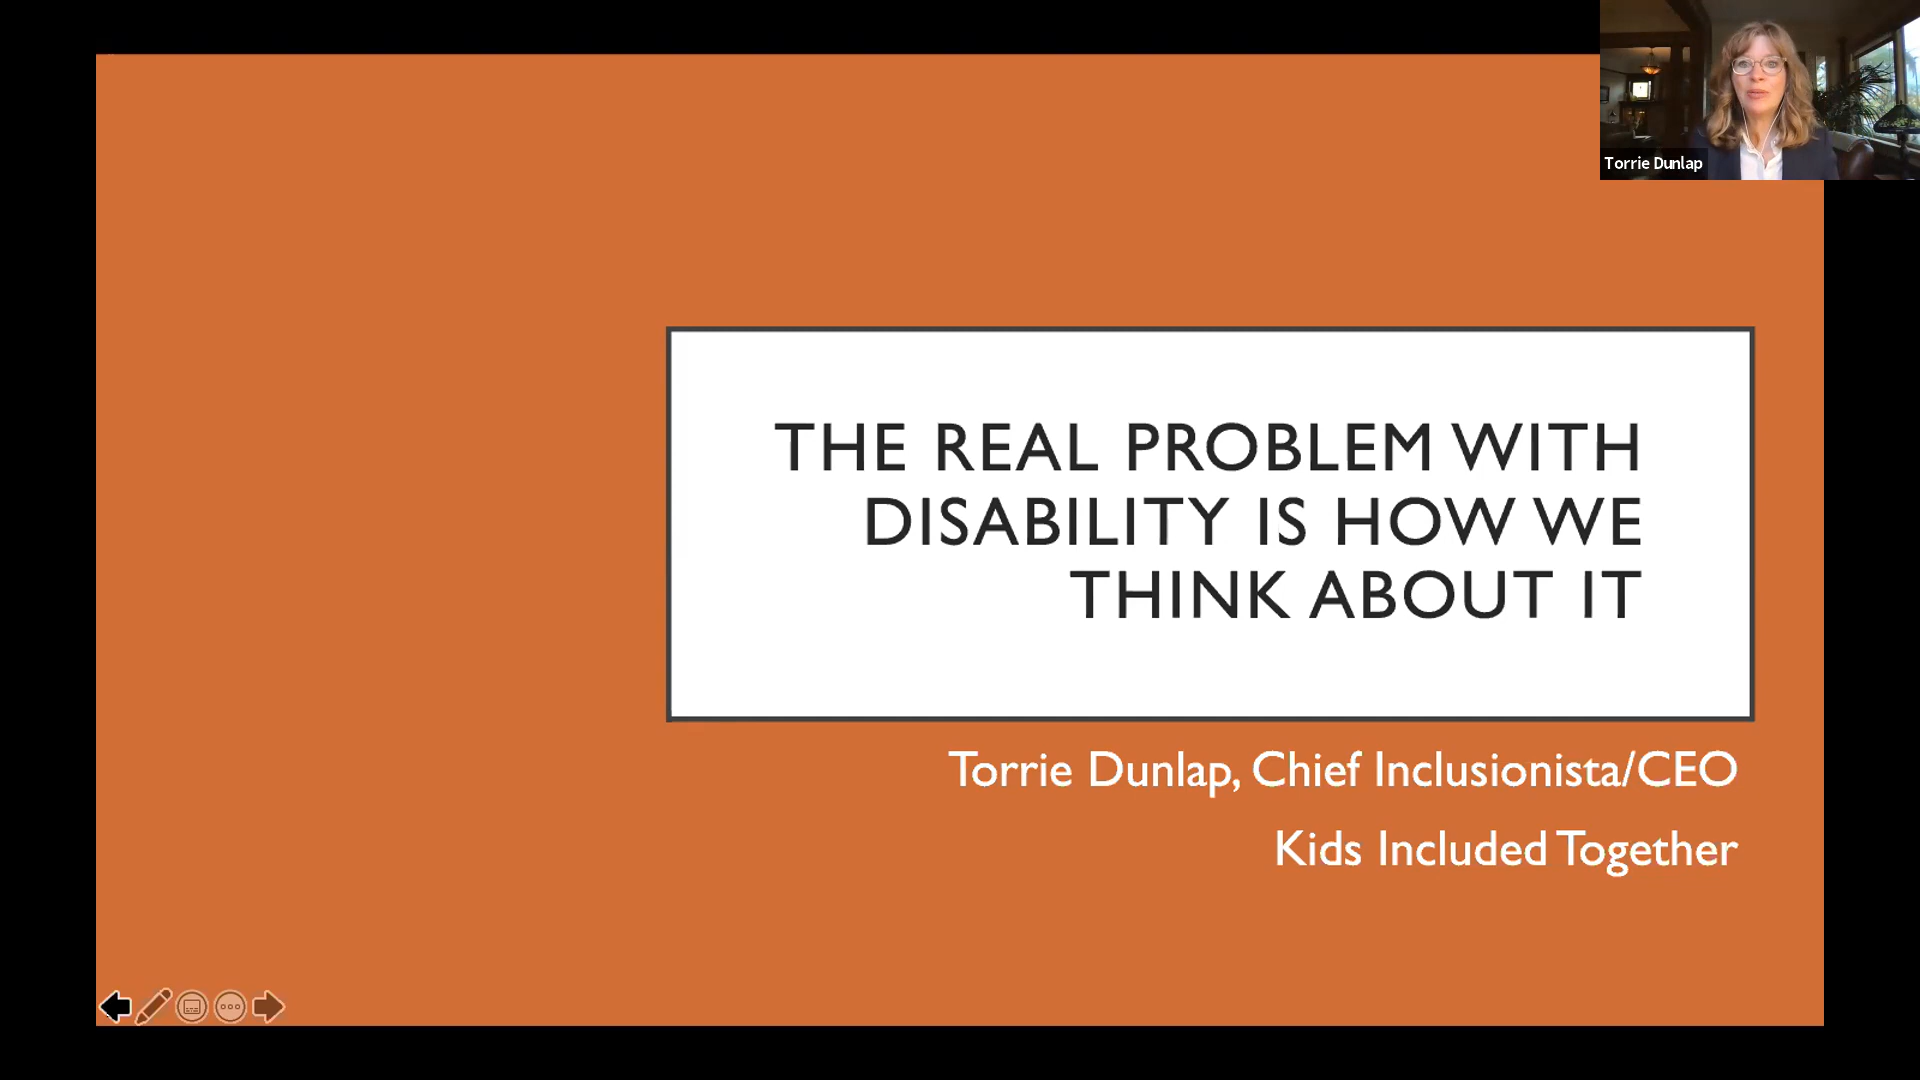 Torrie Dunlap
THE REAL PROBLEM WITH
DISABILITY IS HOW WE
THINK ABOUT IT
Torrie Dunlap, Chief Inclusionista/CEO
Kids Included Together